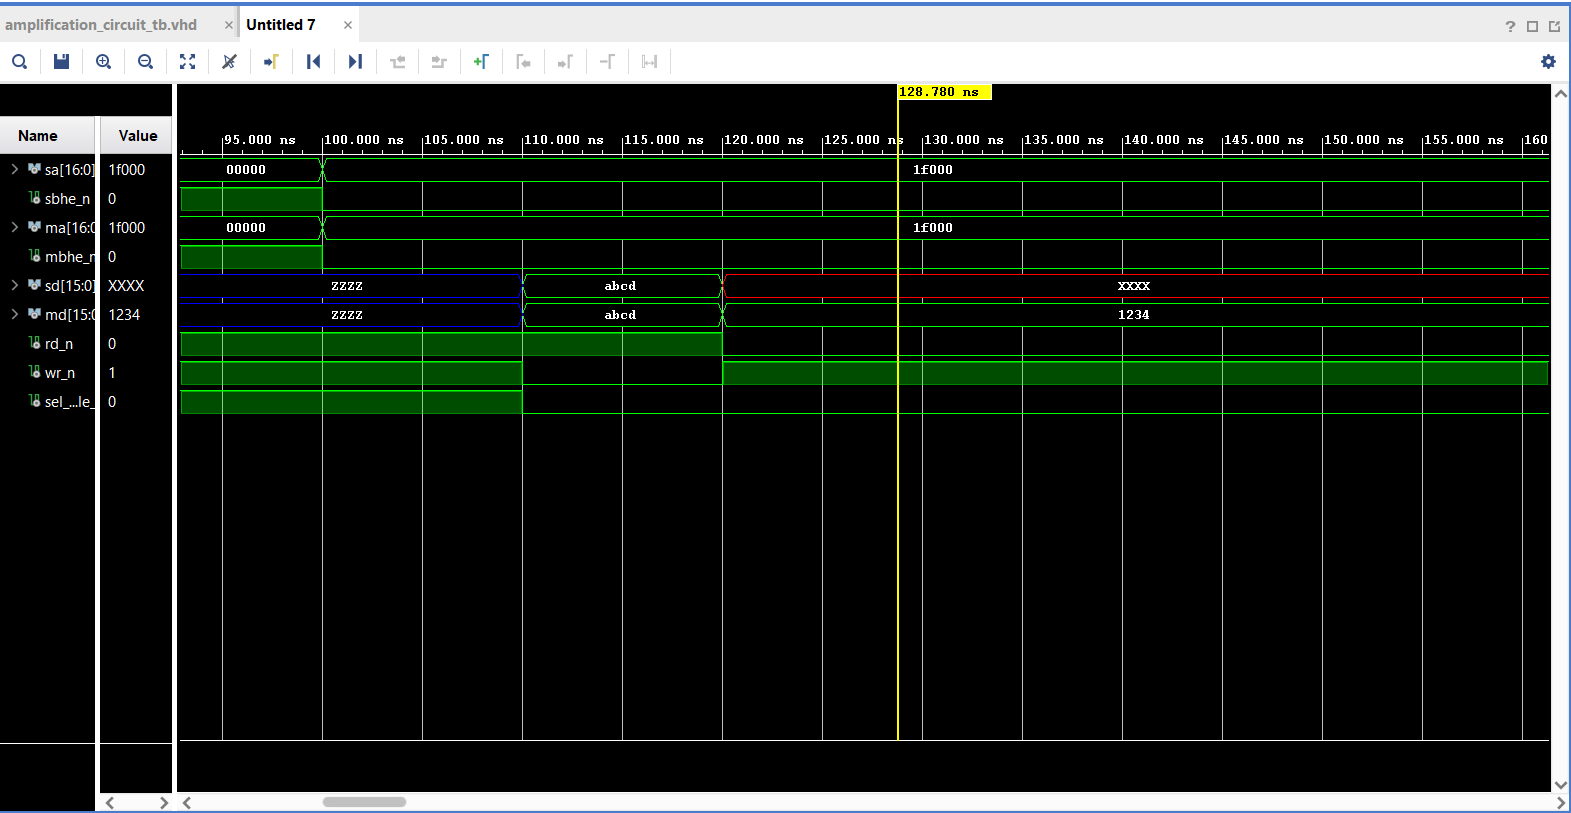 amplification_circuit_tb.vhd × Untitled 7 ×
?
128.780 ns
Name Value
95.000 ns 100.000 ns 105.000 ns 110.000 ns 115.000 ns 120.000 ns 125.000 ns 130.000 ns 135.000 ns 140.000 ns 145.000 ns 150.000 ns 155.000 ns 160
sa[16:0] 1f000 00000 1f000
sbhe_n 0
ma[16:0 1f000 00000 1f000
mbhe_n 0
sd[15:0] XXXX ZZZZ abcd XXXX
md[15:0 1234 ZZZZ abcd 1234
rd_n 0
wr_n 1
sel_...le_ 0